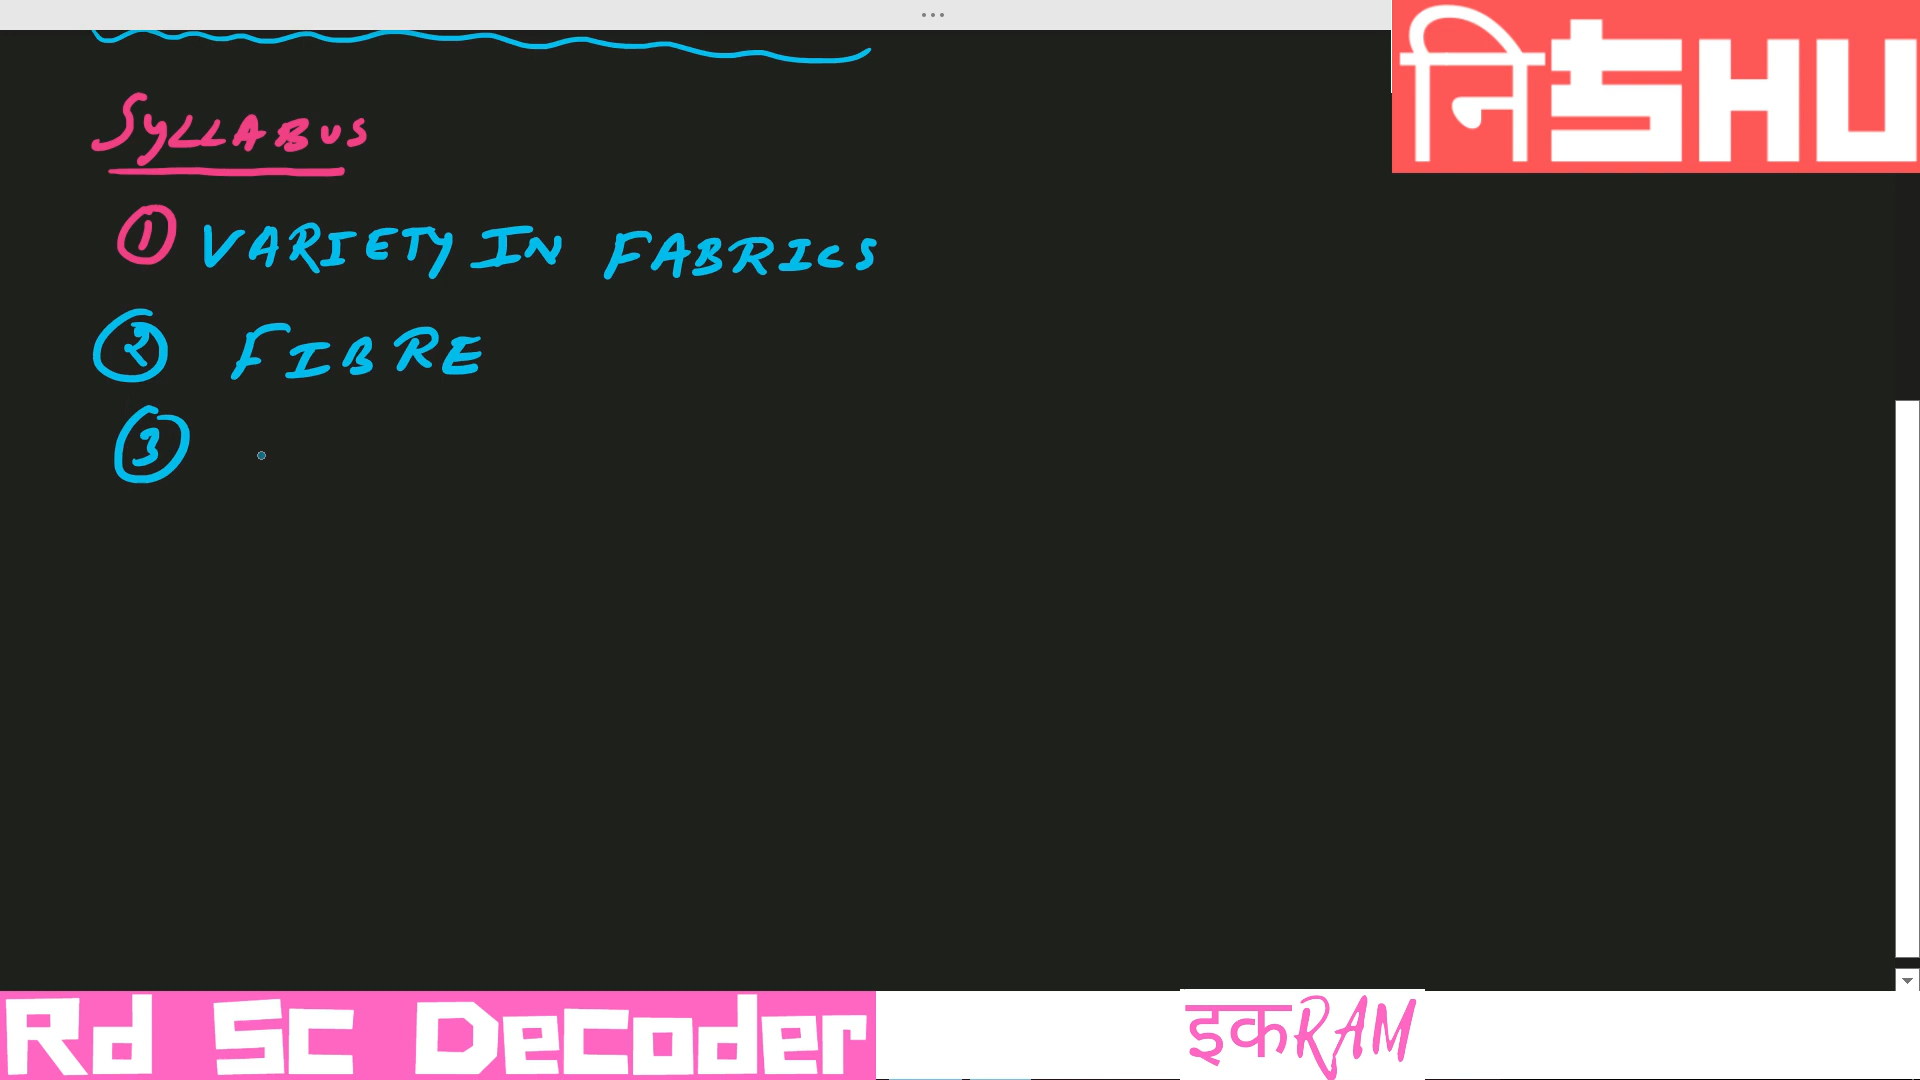 निSHU
SYLLABUS
① VARIETY IN FABRICS
② FIBRE
③
Rd Sc Decoder
इकRAM